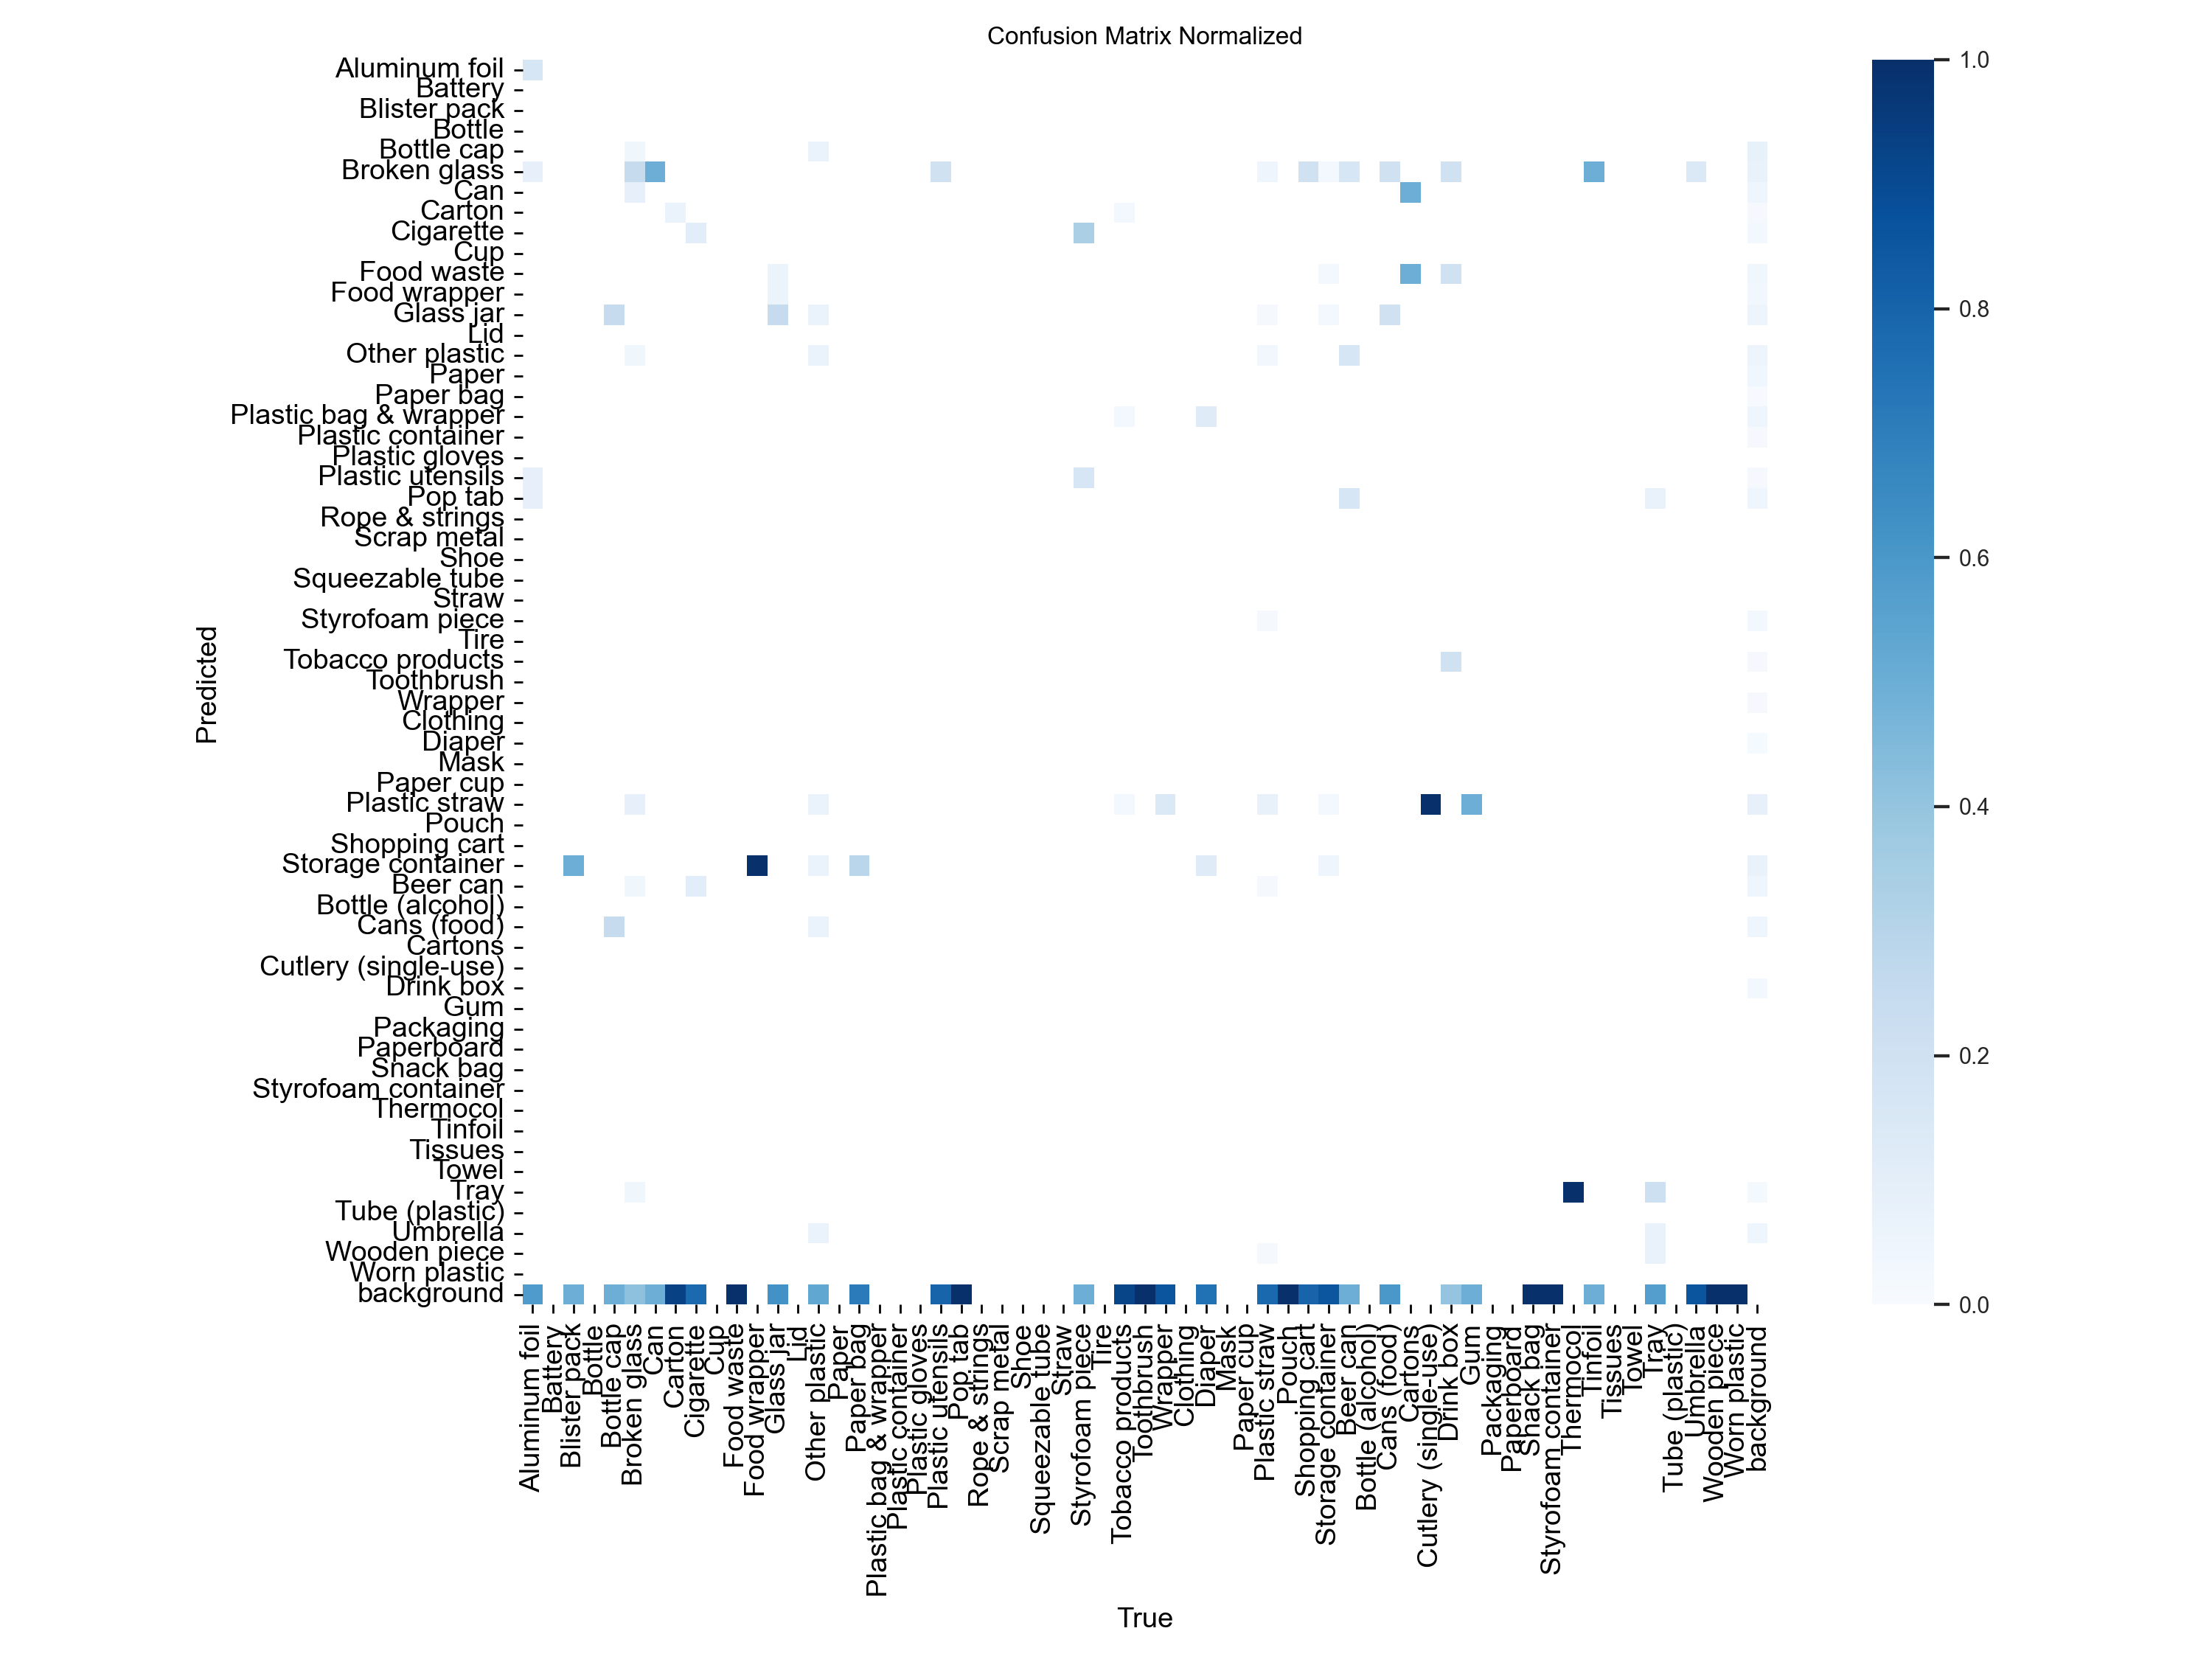 Confusion Matrix Normalized
Aluminum foil
Battery
Blister pack
Bottle
Bottle cap
Broken glass
Can
Carton
Cigarette
Cup
Food waste
Food wrapper
Glass jar
Lid
Other plastic
Paper
Paper bag
Plastic bag & wrapper
Plastic container
Plastic gloves
Plastic utensils
Pop tab
Rope & strings
Scrap metal
Shoe
Squeezable tube
Straw
Styrofoam piece
Tire
Tobacco products
Toothbrush
Wrapper
Clothing
Diaper
Mask
Paper cup
Plastic straw
Pouch
Shopping cart
Storage container
Beer can
Bottle (alcohol)
Cans (food)
Cartons
Cutlery (single-use)
Drink box
Gum
Packaging
Paperboard
Snack bag
Styrofoam container
Thermocol
Tinfoil
Tissues
Towel
Tray
Tube (plastic)
Umbrella
Wooden piece
Worn plastic
background
Predicted
Aluminum foil
Battery
Blister pack
Bottle
Bottle cap
Broken glass
Can
Carton
Cigarette
Cup
Food waste
Food wrapper
Glass jar
Lid
Other plastic
Paper
Paper bag
Plastic bag & wrapper
Plastic container
Plastic gloves
Plastic utensils
Pop tab
Rope & strings
Scrap metal
Shoe
Squeezable tube
Straw
Styrofoam piece
Tire
Tobacco products
Toothbrush
Wrapper
Clothing
Diaper
Mask
Paper cup
Plastic straw
Pouch
Shopping cart
Storage container
Beer can
Bottle (alcohol)
Cans (food)
Cartons
Cutlery (single-use)
Drink box
Gum
Packaging
Paperboard
Snack bag
Styrofoam container
Thermocol
Tinfoil
Tissues
Towel
Tray
Tube (plastic)
Umbrella
Wooden piece
Worn plastic
background
True
1.0
0.8
0.6
0.4
0.2
0.0